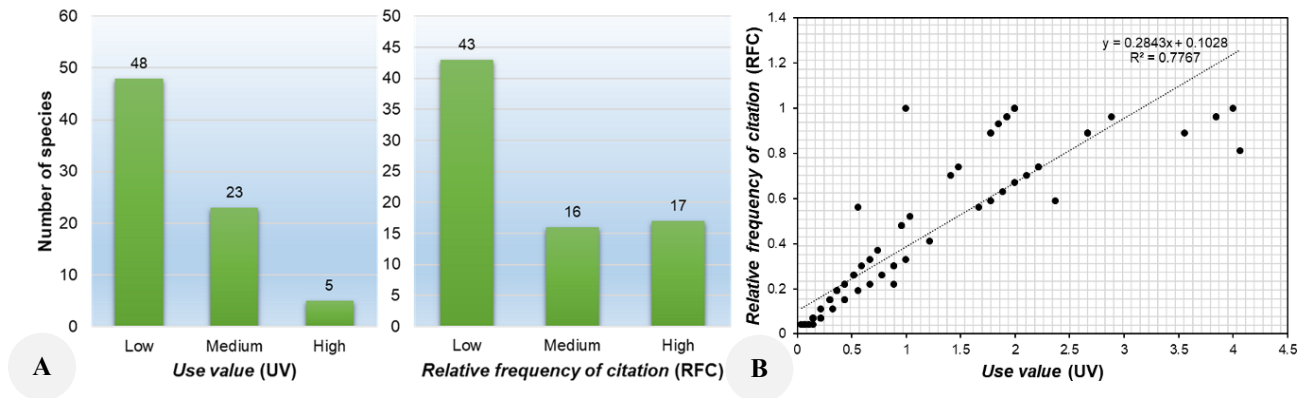 60
50
40
30
20
10
0
Number of species
48
23
5
Low Medium High
Use value (UV)
A
50
45
40
35
30
25
20
15
10
5
0
43
16
17
Low Medium High
Relative frequency of citation (RFC)
B
1.4
1.2
1
0.8
0.6
0.4
0.2
0
Relative frequency of citation (RFC)
y = 0.2843x + 0.1028
R² = 0.7767
0 0.5 1 1.5 2 2.5 3 3.5 4 4.5
Use value (UV)